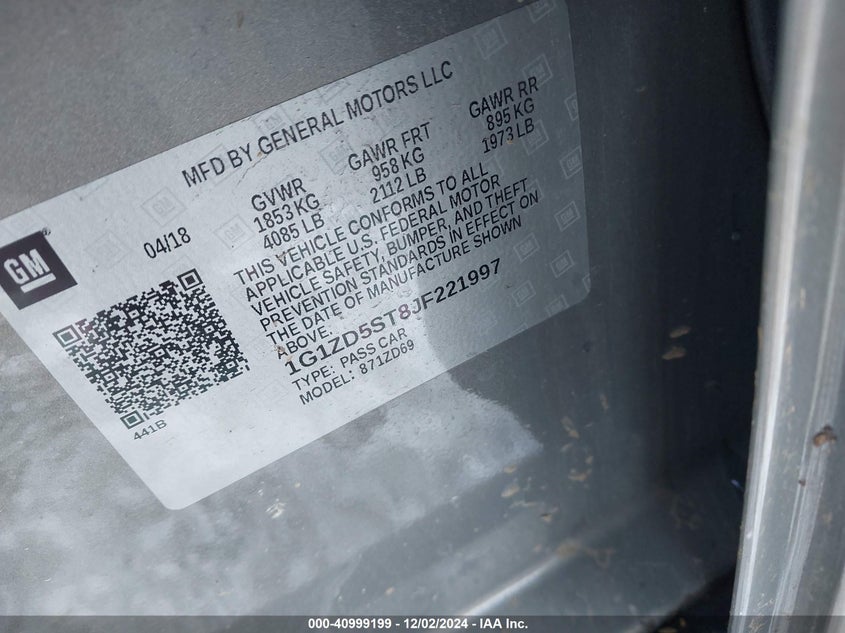 MFD BY GENERAL MOTORS LLC
04/18
GVWR
1853 KG
4085 LB
GAWR FRT
958 KG
2112 LB
GAWR RR
895 KG
1973 LB
GM
THIS VEHICLE CONFORMS TO ALL
APPLICABLE U.S. FEDERAL MOTOR
VEHICLE SAFETY, BUMPER, AND THEFT
PREVENTION STANDARDS IN EFFECT ON
THE DATE OF MANUFACTURE SHOWN
ABOVE.
1G1ZD5ST8JF221997
TYPE: PASS CAR
MODEL: 871ZD69
441B
000-40999199 - 12/02/2024 - IAA Inc.